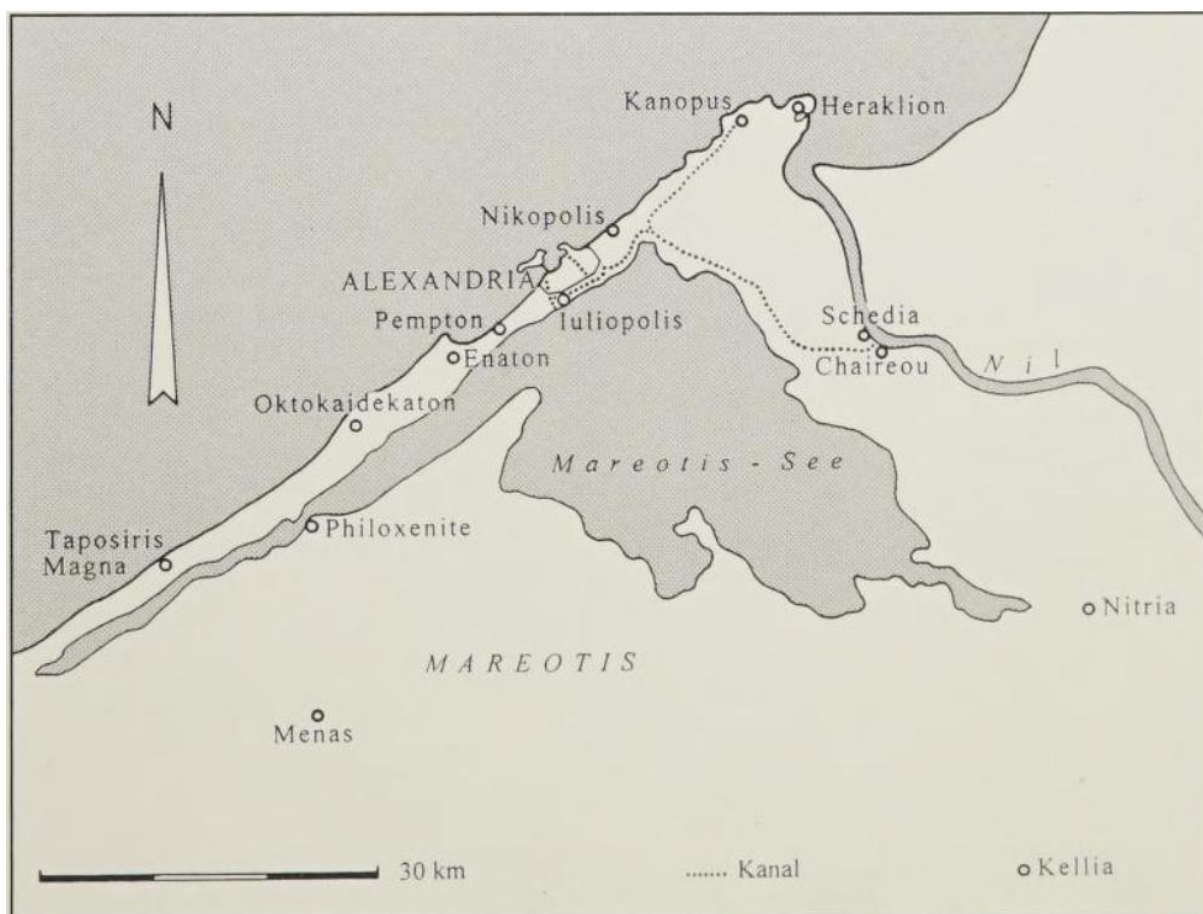 N
Kanopus
Heraklion
Nikopolis
ALEXANDRIA
Pempton
Iuliopolis
Schedia
Enaton
Chaireou
Nil
Oktokaidekaton
Mareotis - See
Philoxenite
Taposiris
Magna
Nitria
MAREOTIS
Menas
30 km
Kanal
Kellia